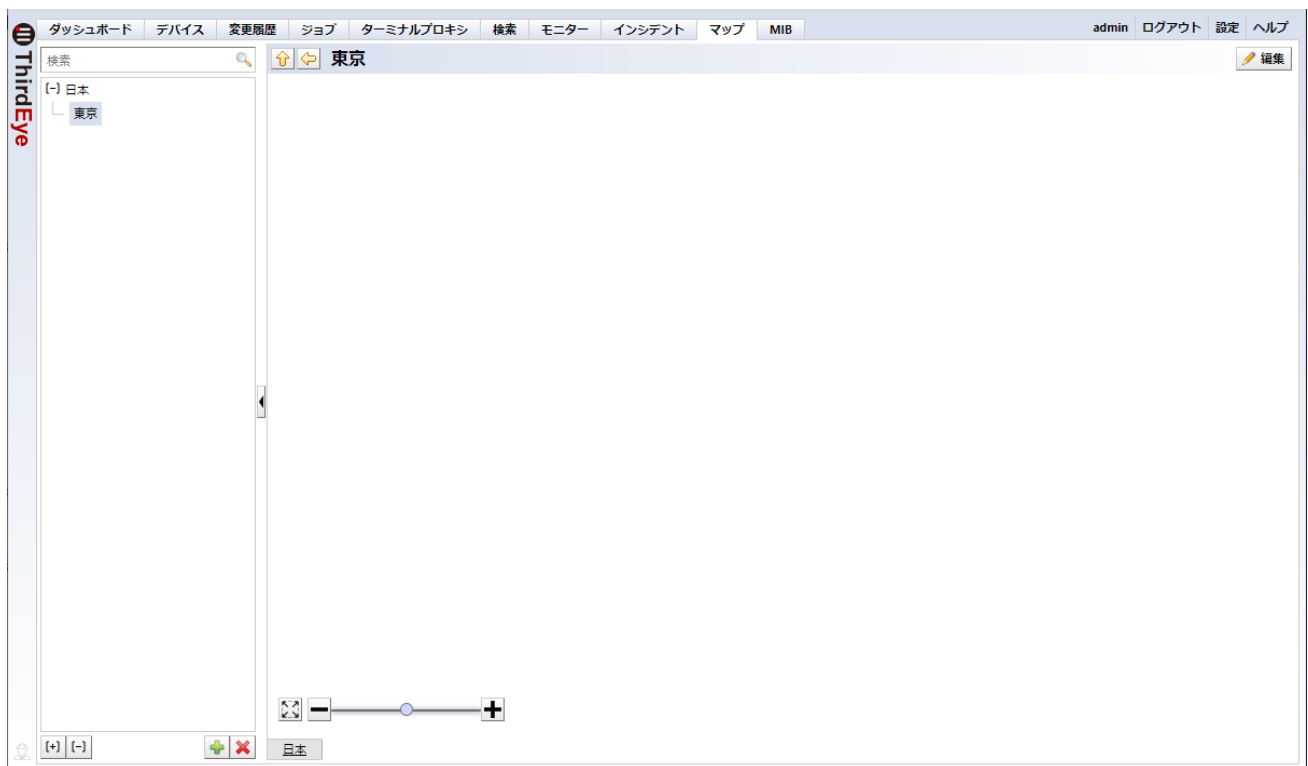 ダッシュボード デバイス 変更履歴 ジョブ ターミナルプロキシ 検索 モニター インシデント マップ MIB admin ログアウト 設定 ヘルプ
ThirdEye
検索
東京
編集
[-] 日本
東京
[+] [-]
日本